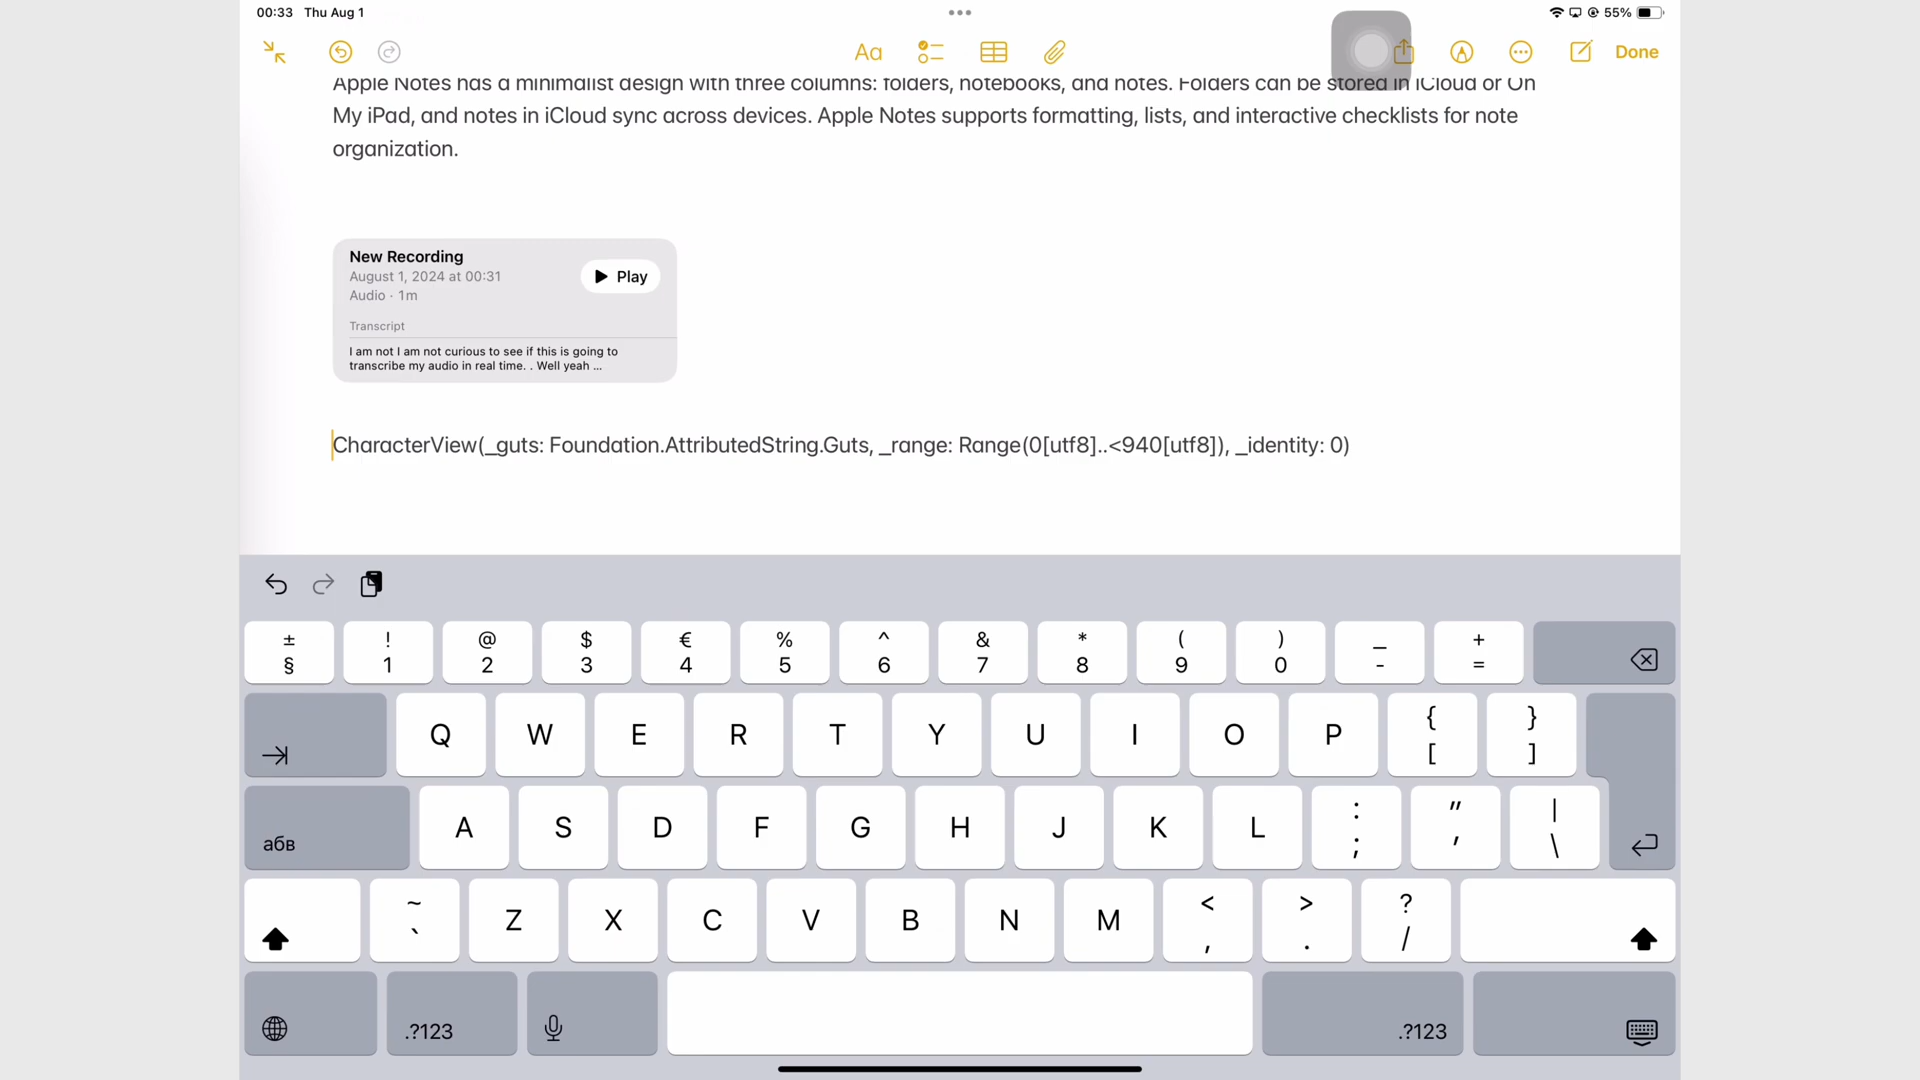 00:33 Thu Aug 1
55%
Aa
Done
Apple Notes has a minimalist design with three columns: folders, notebooks, and notes. Folders can be stored in iCloud or On
My iPad, and notes in iCloud sync across devices. Apple Notes supports formatting, lists, and interactive checklists for note
organization.
New Recording
August 1, 2024 at 00:31
Audio · 1m
Play
Transcript
I am not I am not curious to see if this is going to
transcribe my audio in real time. . Well yeah ...
CharacterView(_guts: Foundation.AttributedString.Guts, _range: Range(0[utf8]..<940[utf8]), _identity: 0)
± ! @ $ € % ^ & * ( ) _ +
§ 1 2 3 4 5 6 7 8 9 0 - =
Q W E R T Y U I O P { }
[ ]
A S D F G H J K L : " |
абв ; ' \
~ Z X C V B N M < > ?
` , . /
.?123 .?123